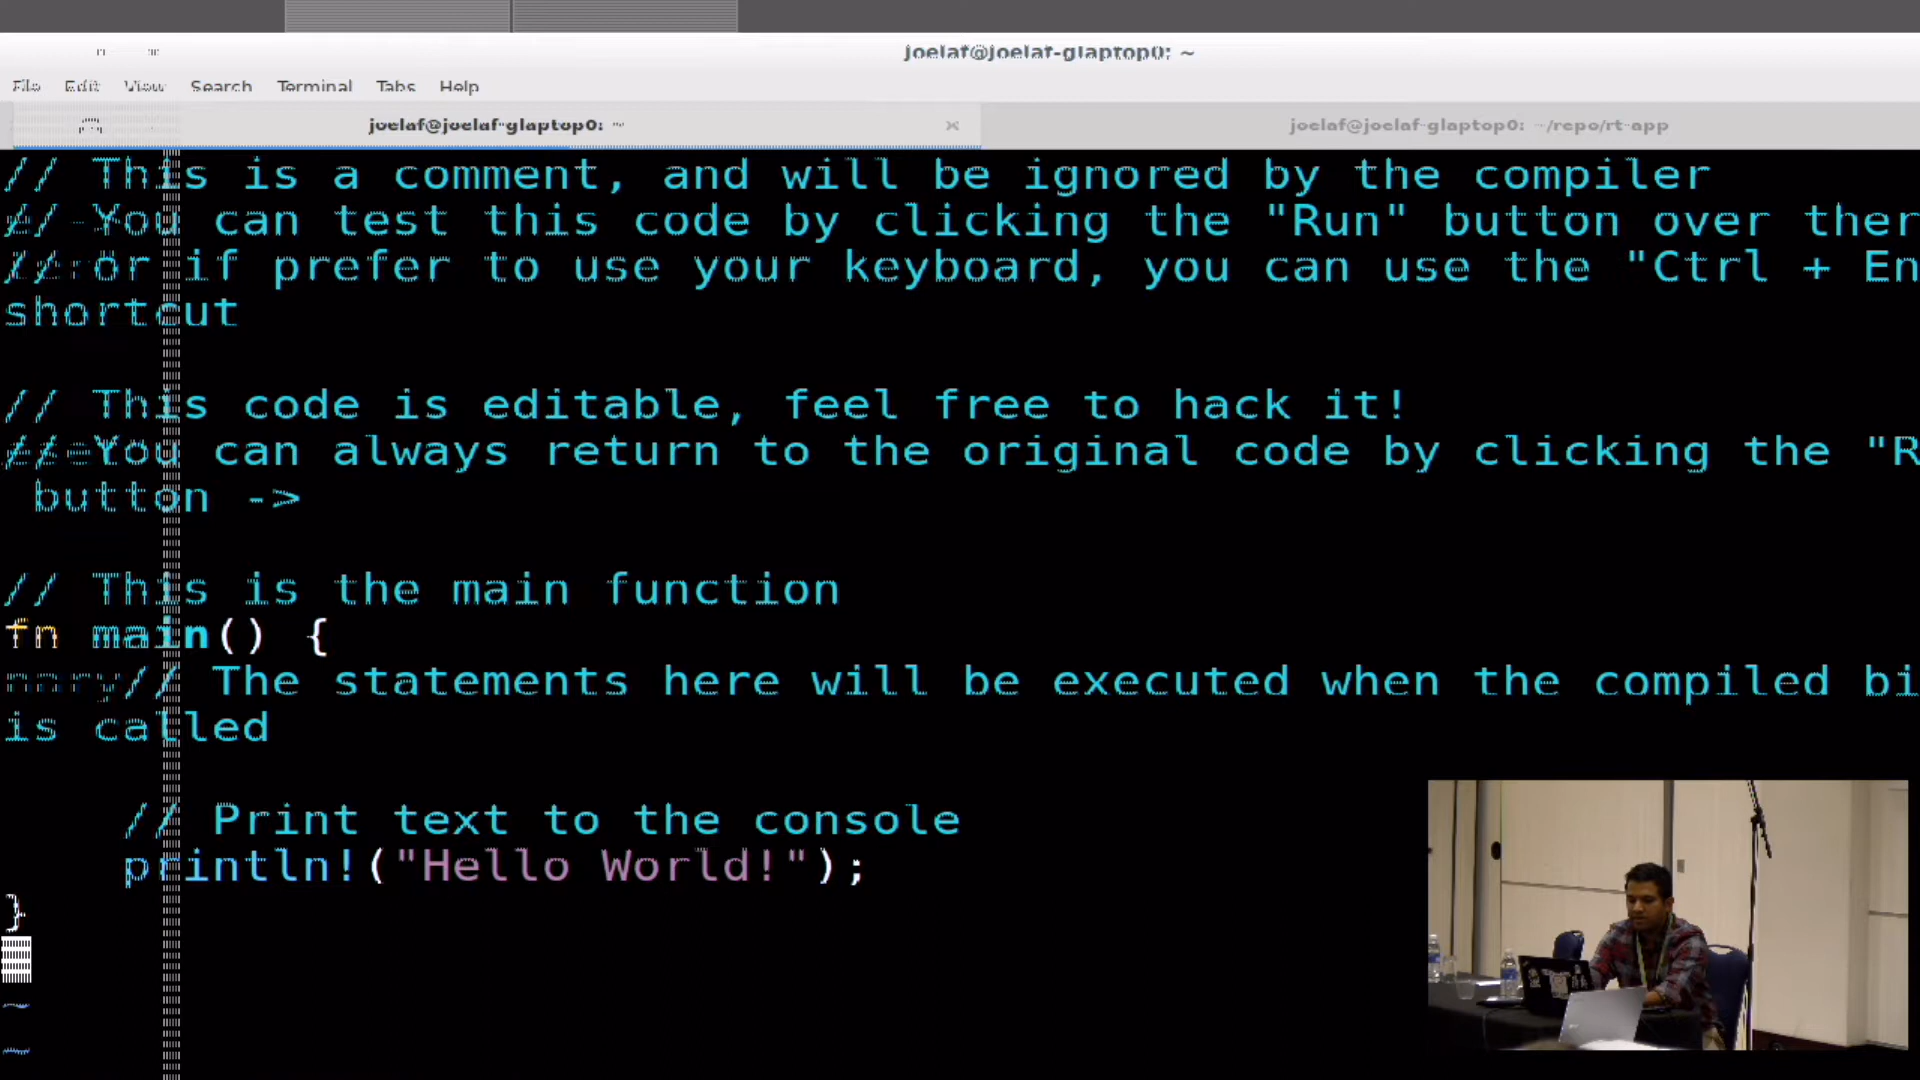 joelaf@joelaf-glaptop0: ~
File Edit View Search Terminal Tabs Help
joelaf@joelaf-glaptop0: ~ × joelaf@joelaf-glaptop0: ~/repo/rt-app
// This is a comment, and will be ignored by the compiler
// You can test this code by clicking the "Run" button over ther
// or if prefer to use your keyboard, you can use the "Ctrl + En
shortcut
// This code is editable, feel free to hack it!
// You can always return to the original code by clicking the "R
button ->
// This is the main function
fn main() {
// The statements here will be executed when the compiled bi
is called
// Print text to the console
println!("Hello World!");
}
~
~